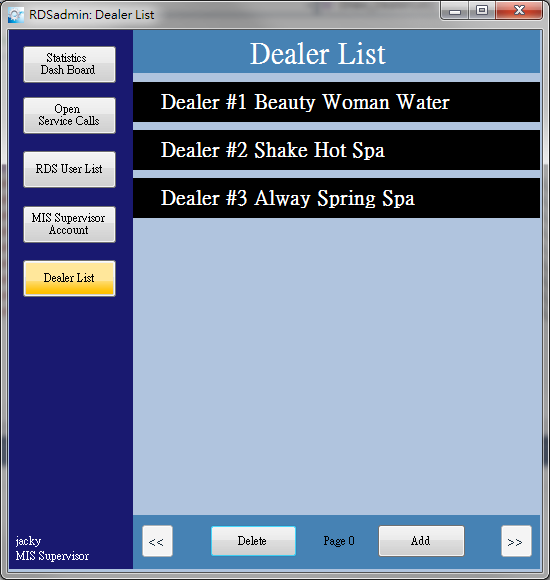 RDSadmin: Dealer List
Statistics
Dash Board
Open
Service Calls
RDS User List
MIS Supervisor
Account
Dealer List
Dealer List
Dealer #1 Beauty Woman Water
Dealer #2 Shake Hot Spa
Dealer #3 Alway Spring Spa
jacky
MIS Supervisor
<<
Delete
Page 0
Add
>>